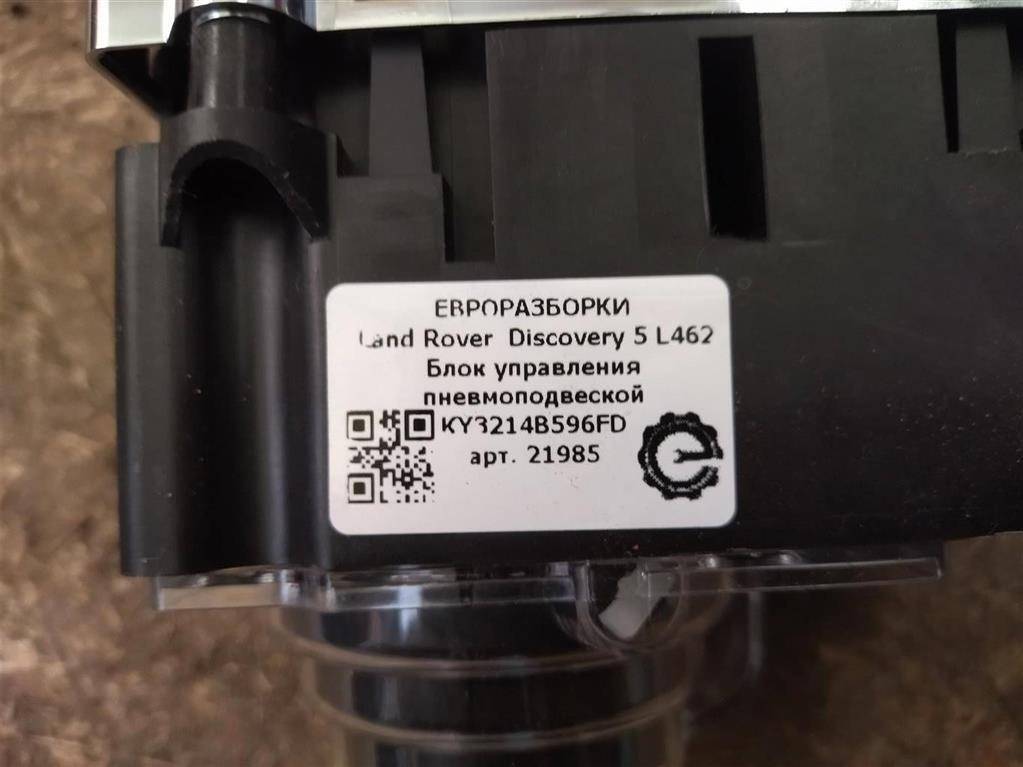 ЕВРОРАЗБОРКИ
Land Rover Discovery 5 L462
Блок управления
пневмоподвеской
KY3214B596FD
арт. 21985